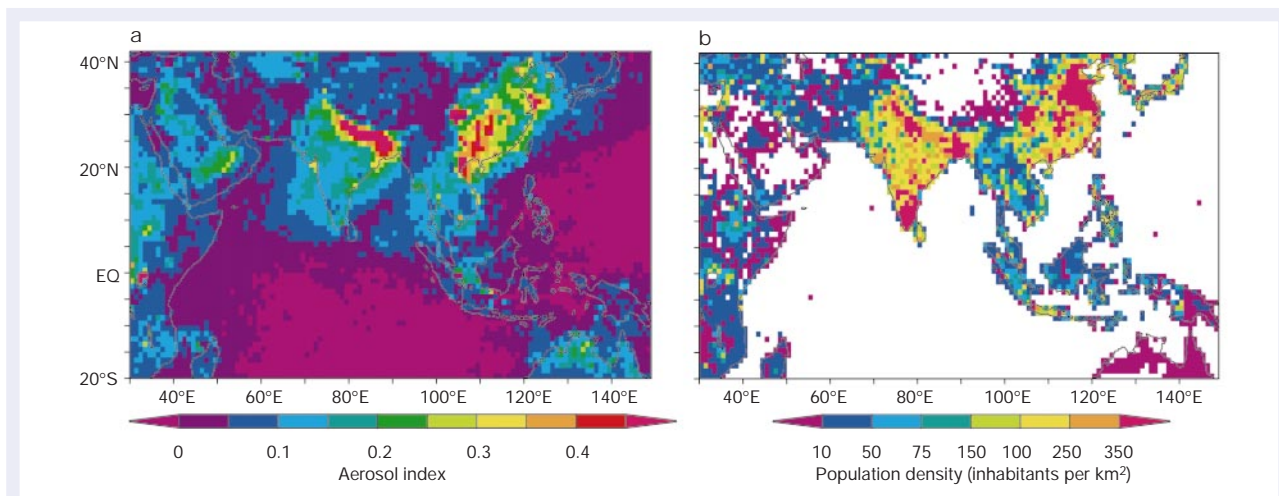 a
b
40°N
20°N
EQ
20°S
40°E 60°E 80°E 100°E 120°E 140°E
40°E 60°E 80°E 100°E 120°E 140°E
0 0.1 0.2 0.3 0.4
Aerosol index
10 50 75 150 100 250 350
Population density (inhabitants per km²)